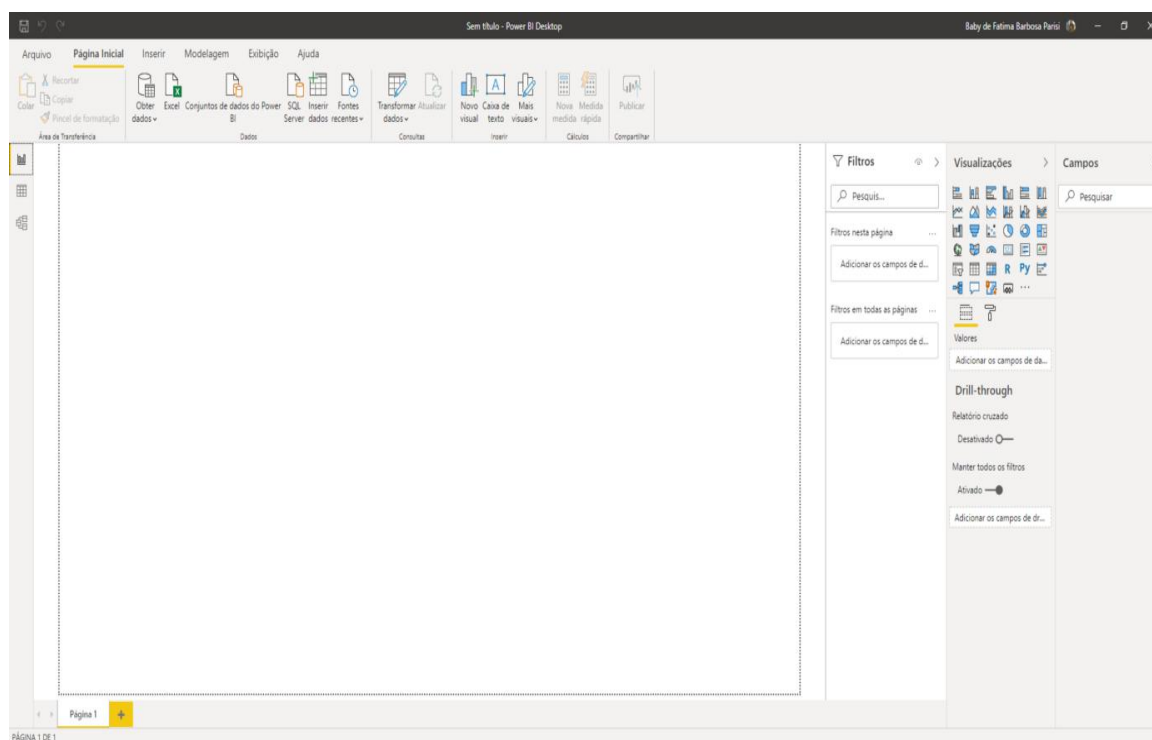 Sem título - Power BI Desktop
Baby de Fatima Barbosa Parisi
Arquivo Página Inicial Inserir Modelagem Exibição Ajuda
Colar
Recortar
Copiar
Pincel de formatação
Área de Transferência
Obter dados
Excel
Conjuntos de dados do Power BI
SQL Server
Inserir dados
Fontes recentes
Dados
Transformar dados
Atualizar
Consultas
Novo visual
A
Caixa de texto
Mais visuais
Inserir
Nova medida
Medida rápida
Cálculos
Publicar
Compartilhar
Filtros
Pesquis...
Filtros nesta página ...
Adicionar os campos de d...
Filtros em todas as páginas ...
Adicionar os campos de d...
Visualizações
R Py
...
Valores
Adicionar os campos de da...
Drill-through
Relatório cruzado
Desativado
Manter todos os filtros
Ativado
Adicionar os campos de dr...
Campos
Pesquisar
Página 1 +
PÁGINA 1 DE 1